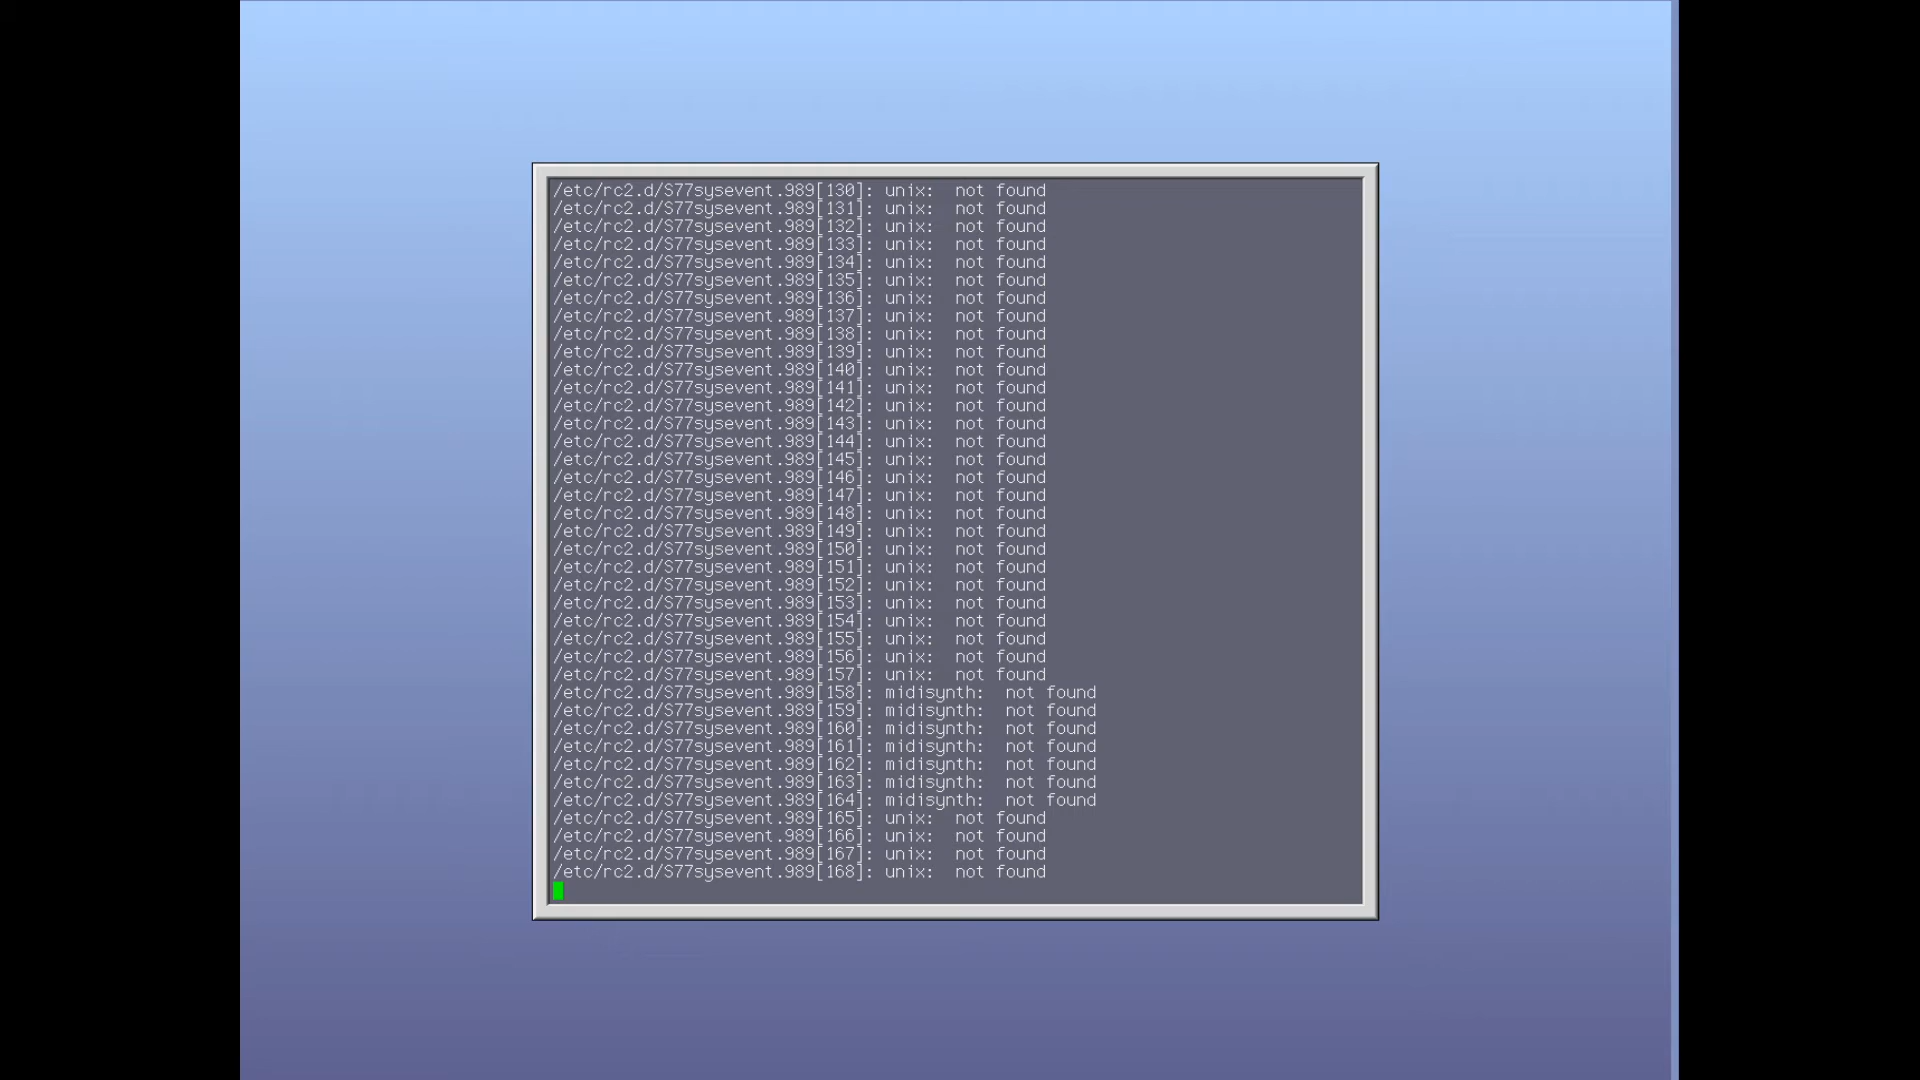 /etc/rc2.d/S77sysevent.989[130]: unix:  not found
/etc/rc2.d/S77sysevent.989[131]: unix:  not found
/etc/rc2.d/S77sysevent.989[132]: unix:  not found
/etc/rc2.d/S77sysevent.989[133]: unix:  not found
/etc/rc2.d/S77sysevent.989[134]: unix:  not found
/etc/rc2.d/S77sysevent.989[135]: unix:  not found
/etc/rc2.d/S77sysevent.989[136]: unix:  not found
/etc/rc2.d/S77sysevent.989[137]: unix:  not found
/etc/rc2.d/S77sysevent.989[138]: unix:  not found
/etc/rc2.d/S77sysevent.989[139]: unix:  not found
/etc/rc2.d/S77sysevent.989[140]: unix:  not found
/etc/rc2.d/S77sysevent.989[141]: unix:  not found
/etc/rc2.d/S77sysevent.989[142]: unix:  not found
/etc/rc2.d/S77sysevent.989[143]: unix:  not found
/etc/rc2.d/S77sysevent.989[144]: unix:  not found
/etc/rc2.d/S77sysevent.989[145]: unix:  not found
/etc/rc2.d/S77sysevent.989[146]: unix:  not found
/etc/rc2.d/S77sysevent.989[147]: unix:  not found
/etc/rc2.d/S77sysevent.989[148]: unix:  not found
/etc/rc2.d/S77sysevent.989[149]: unix:  not found
/etc/rc2.d/S77sysevent.989[150]: unix:  not found
/etc/rc2.d/S77sysevent.989[151]: unix:  not found
/etc/rc2.d/S77sysevent.989[152]: unix:  not found
/etc/rc2.d/S77sysevent.989[153]: unix:  not found
/etc/rc2.d/S77sysevent.989[154]: unix:  not found
/etc/rc2.d/S77sysevent.989[155]: unix:  not found
/etc/rc2.d/S77sysevent.989[156]: unix:  not found
/etc/rc2.d/S77sysevent.989[157]: unix:  not found
/etc/rc2.d/S77sysevent.989[158]: midisynth:  not found
/etc/rc2.d/S77sysevent.989[159]: midisynth:  not found
/etc/rc2.d/S77sysevent.989[160]: midisynth:  not found
/etc/rc2.d/S77sysevent.989[161]: midisynth:  not found
/etc/rc2.d/S77sysevent.989[162]: midisynth:  not found
/etc/rc2.d/S77sysevent.989[163]: midisynth:  not found
/etc/rc2.d/S77sysevent.989[164]: midisynth:  not found
/etc/rc2.d/S77sysevent.989[165]: unix:  not found
/etc/rc2.d/S77sysevent.989[166]: unix:  not found
/etc/rc2.d/S77sysevent.989[167]: unix:  not found
/etc/rc2.d/S77sysevent.989[168]: unix:  not found